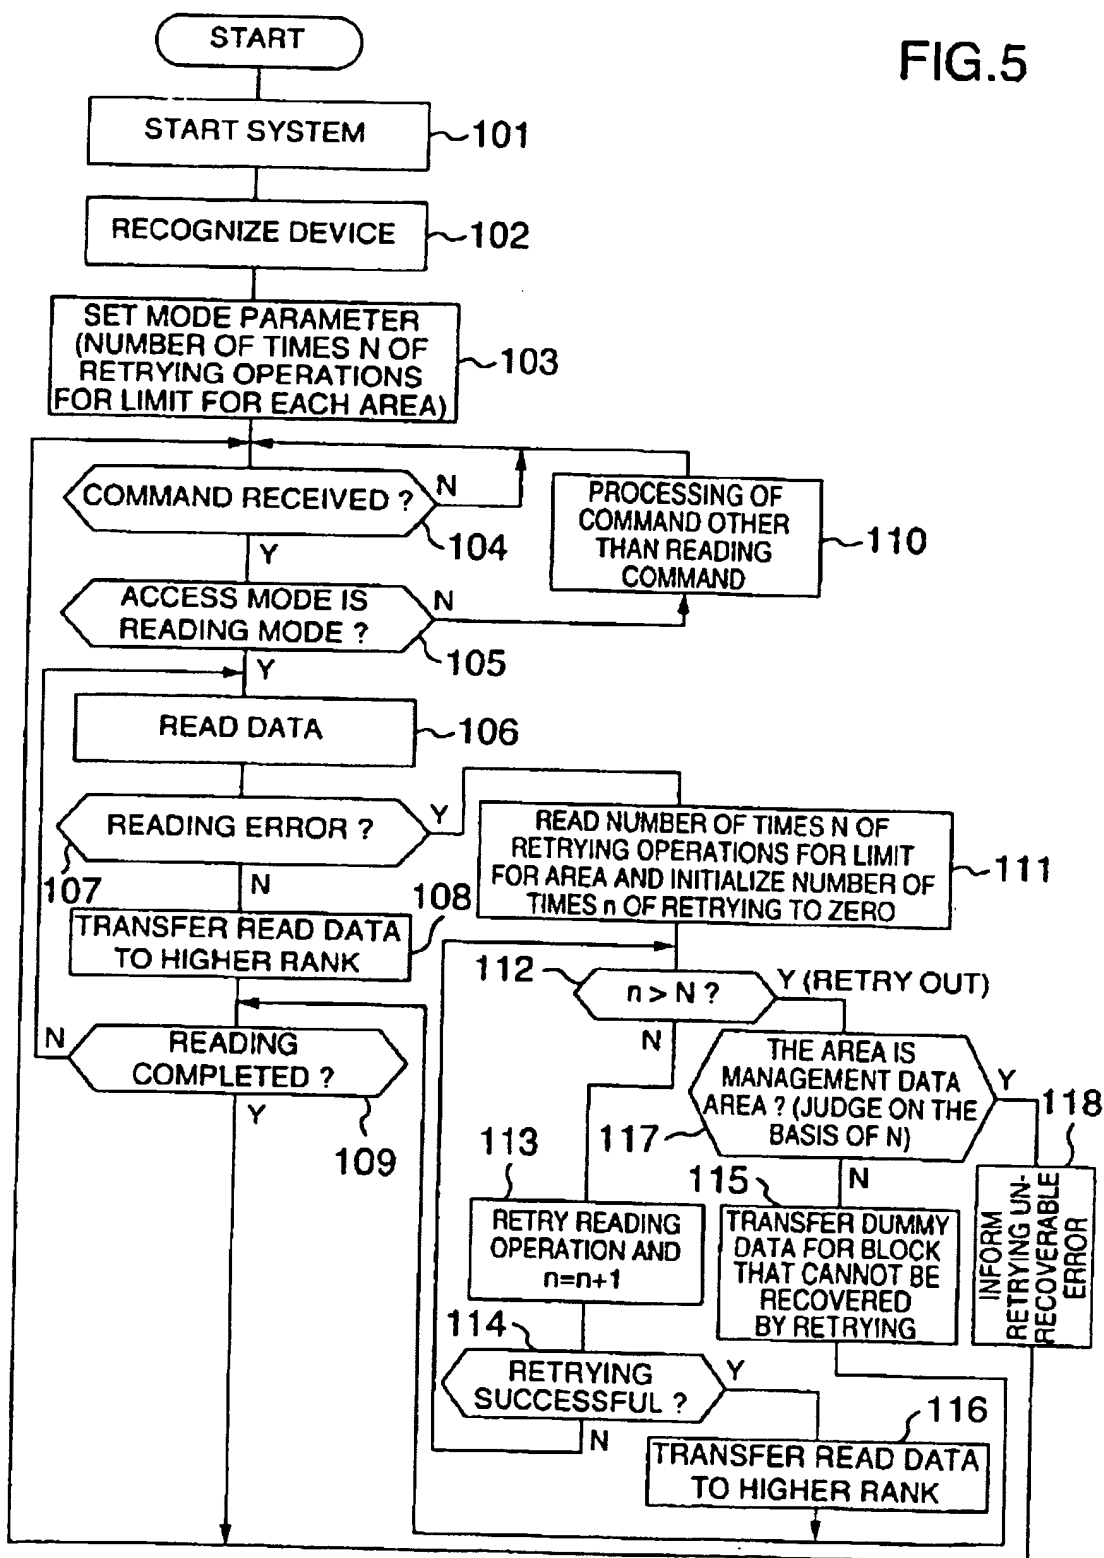 START
FIG.5
START SYSTEM
101
RECOGNIZE DEVICE
102
SET MODE PARAMETER
(NUMBER OF TIMES N OF
RETRYING OPERATIONS
FOR LIMIT FOR EACH AREA)
103
COMMAND RECEIVED ?
N
104
Y
PROCESSING OF
COMMAND OTHER
THAN READING
COMMAND
110
ACCESS MODE IS
READING MODE ?
N
105
Y
READ DATA
106
READING ERROR ?
Y
107
N
READ NUMBER OF TIMES N OF
RETRYING OPERATIONS FOR LIMIT
FOR AREA AND INITIALIZE NUMBER OF
TIMES n OF RETRYING TO ZERO
111
108
TRANSFER READ DATA
TO HIGHER RANK
112
n > N ?
Y (RETRY OUT)
N
N
READING
COMPLETED ?
Y
109
THE AREA IS
MANAGEMENT DATA
AREA ? (JUDGE ON THE
BASIS OF N)
Y
117
N
118
INFORM
RETRYING UN-
RECOVERABLE
ERROR
113
RETRY READING
OPERATION AND
n=n+1
115
TRANSFER DUMMY
DATA FOR BLOCK
THAT CANNOT BE
RECOVERED
BY RETRYING
114
RETRYING
SUCCESSFUL ?
Y
N
116
TRANSFER READ DATA
TO HIGHER RANK